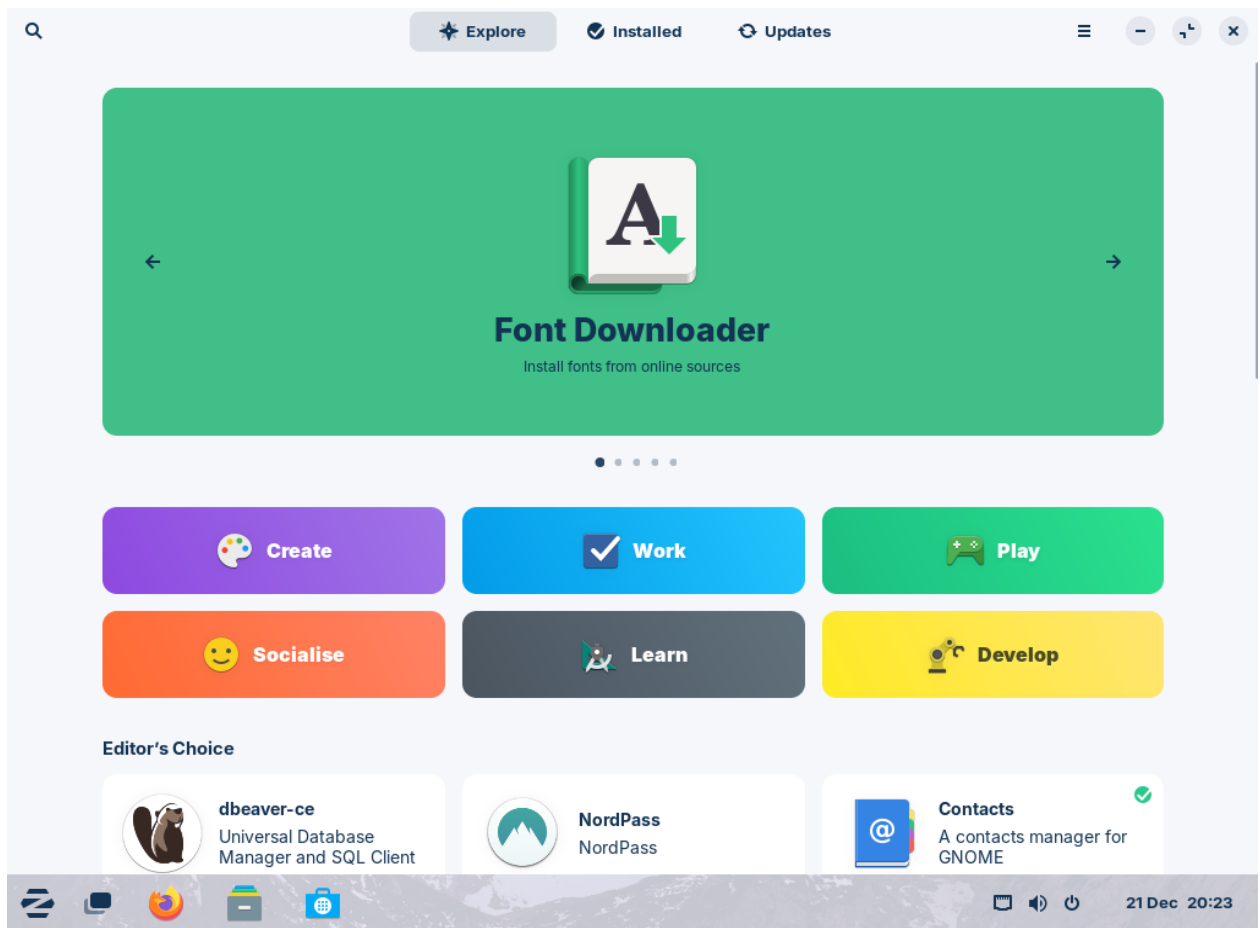 Explore
Installed
Updates
A
Font Downloader
Install fonts from online sources
Create
Work
Play
Socialise
Learn
Develop
Editor’s Choice
dbeaver-ce
Universal Database
Manager and SQL Client
NordPass
NordPass
Contacts
@
A contacts manager for
GNOME
21 Dec 20:23